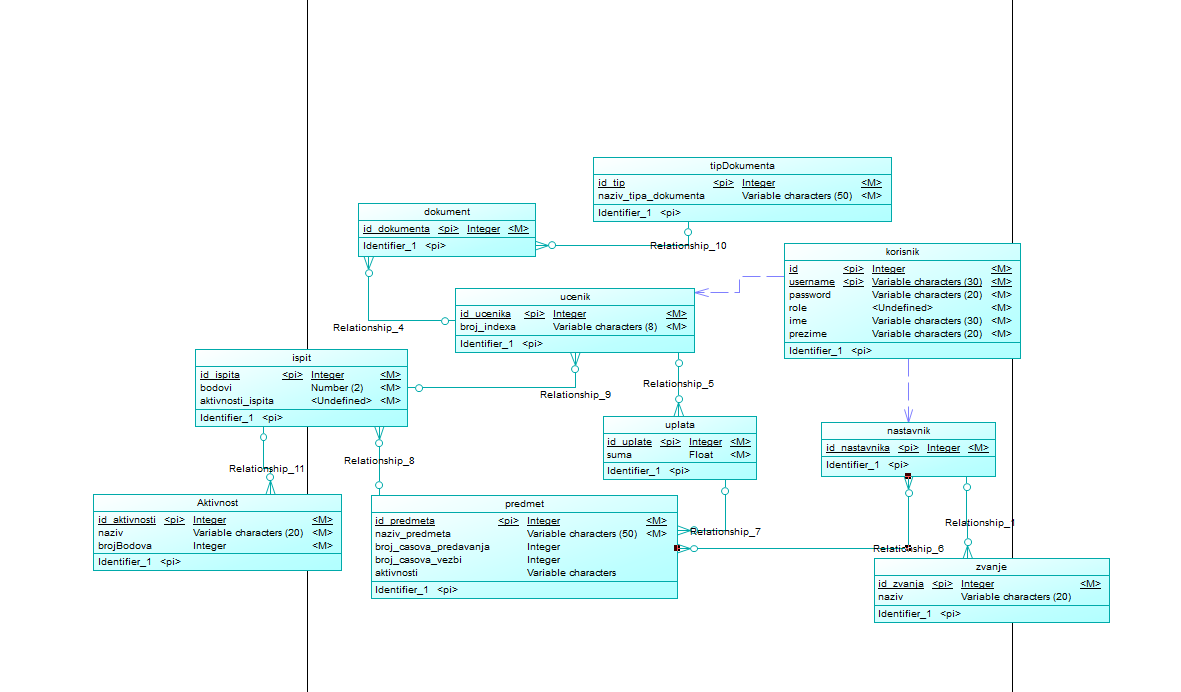 tipDokumenta
id_tip <pi> Integer <M>
naziv_tipa_dokumenta Variable characters (50) <M>
Identifier_1 <pi>
dokument
id_dokumenta <pi> Integer <M>
Identifier_1 <pi>
Relationship_10
korisnik
id <pi> Integer <M>
username <pi> Variable characters (30) <M>
password Variable characters (20) <M>
role <Undefined> <M>
ime Variable characters (30) <M>
prezime Variable characters (20) <M>
Identifier_1 <pi>
ucenik
id_ucenika <pi> Integer <M>
broj_indexa Variable characters (8) <M>
Identifier_1 <pi>
Relationship_4
ispit
id_ispita <pi> Integer <M>
bodovi Number (2) <M>
aktivnosti_ispita <Undefined> <M>
Identifier_1 <pi>
Relationship_9
Relationship_5
uplata
id_uplate <pi> Integer <M>
suma Float <M>
Identifier_1 <pi>
nastavnik
id_nastavnika <pi> Integer <M>
Identifier_1 <pi>
Relationship_11
Relationship_8
Aktivnost
id_aktivnosti <pi> Integer <M>
naziv Variable characters (20) <M>
brojBodova Integer <M>
Identifier_1 <pi>
predmet
id_predmeta <pi> Integer <M>
naziv_predmeta Variable characters (50) <M>
broj_casova_predavanja Integer
broj_casova_vezbi Integer
aktivnosti Variable characters
Identifier_1 <pi>
Relationship_7
Relationship_1
Relationship_6
zvanje
id_zvanja <pi> Integer <M>
naziv Variable characters (20)
Identifier_1 <pi>